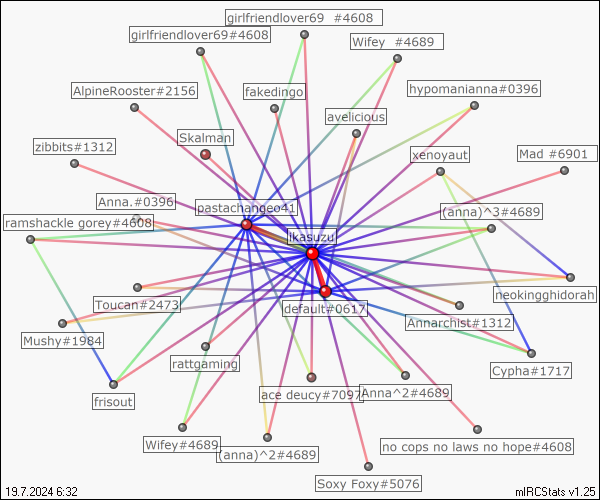 girlfriendlover69 #4608
girlfriendlover69#4608
Wifey #4689
AlpineRooster#2156
fakedingo
hypomanianna#0396
avelicious
Skalman
zibbits#1312
xenoyaut
Mad #6901
Anna.#0396
pastachange041
(anna)^3#4689
ramshackle gorey#4608
ikasuzu
neokingghidorah
Toucan#2473
default#0617
Annarchist#1312
Mushy#1984
rattgaming
Cypha#1717
frisout
ace deucy#7097
Anna^2#4689
Wifey#4689
(anna)^2#4689
no cops no laws no hope#4608
Soxy Foxy#5076
19.7.2024 6:32
mIRCStats v1.25